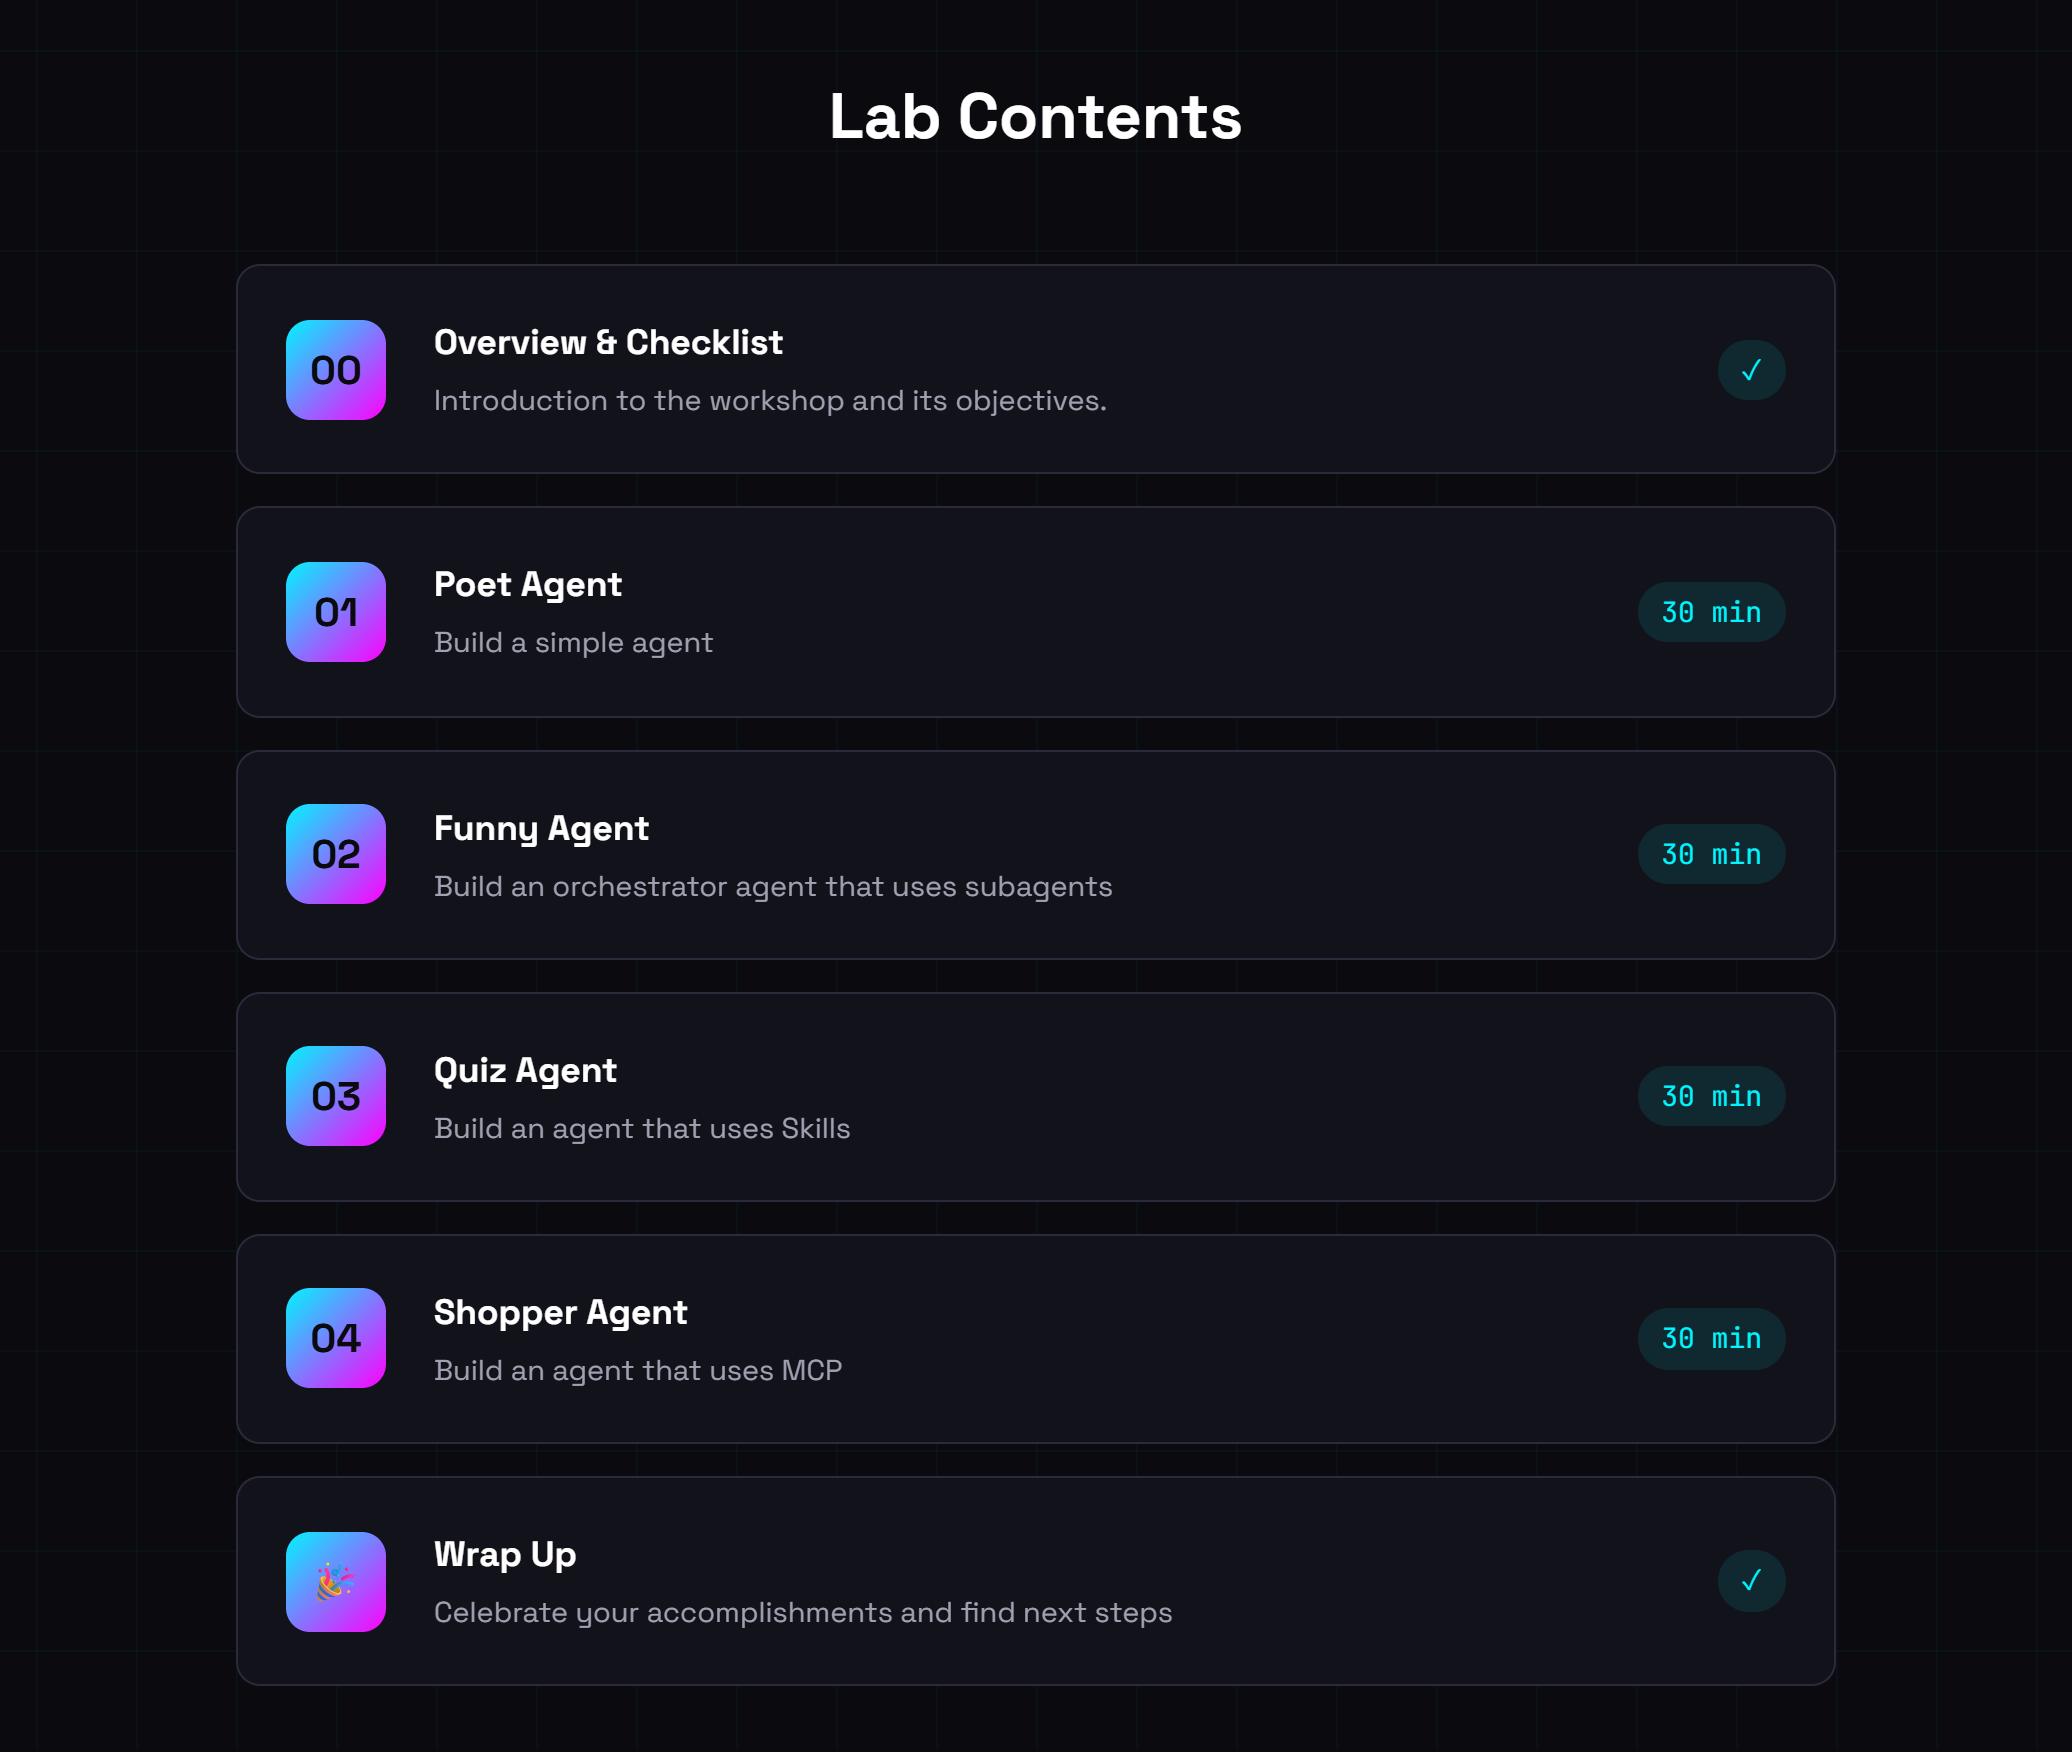 Lab Contents
00
Overview & Checklist
Introduction to the workshop and its objectives.
✓
01
Poet Agent
Build a simple agent
30 min
02
Funny Agent
Build an orchestrator agent that uses subagents
30 min
03
Quiz Agent
Build an agent that uses Skills
30 min
04
Shopper Agent
Build an agent that uses MCP
30 min
🎉
Wrap Up
Celebrate your accomplishments and find next steps
✓